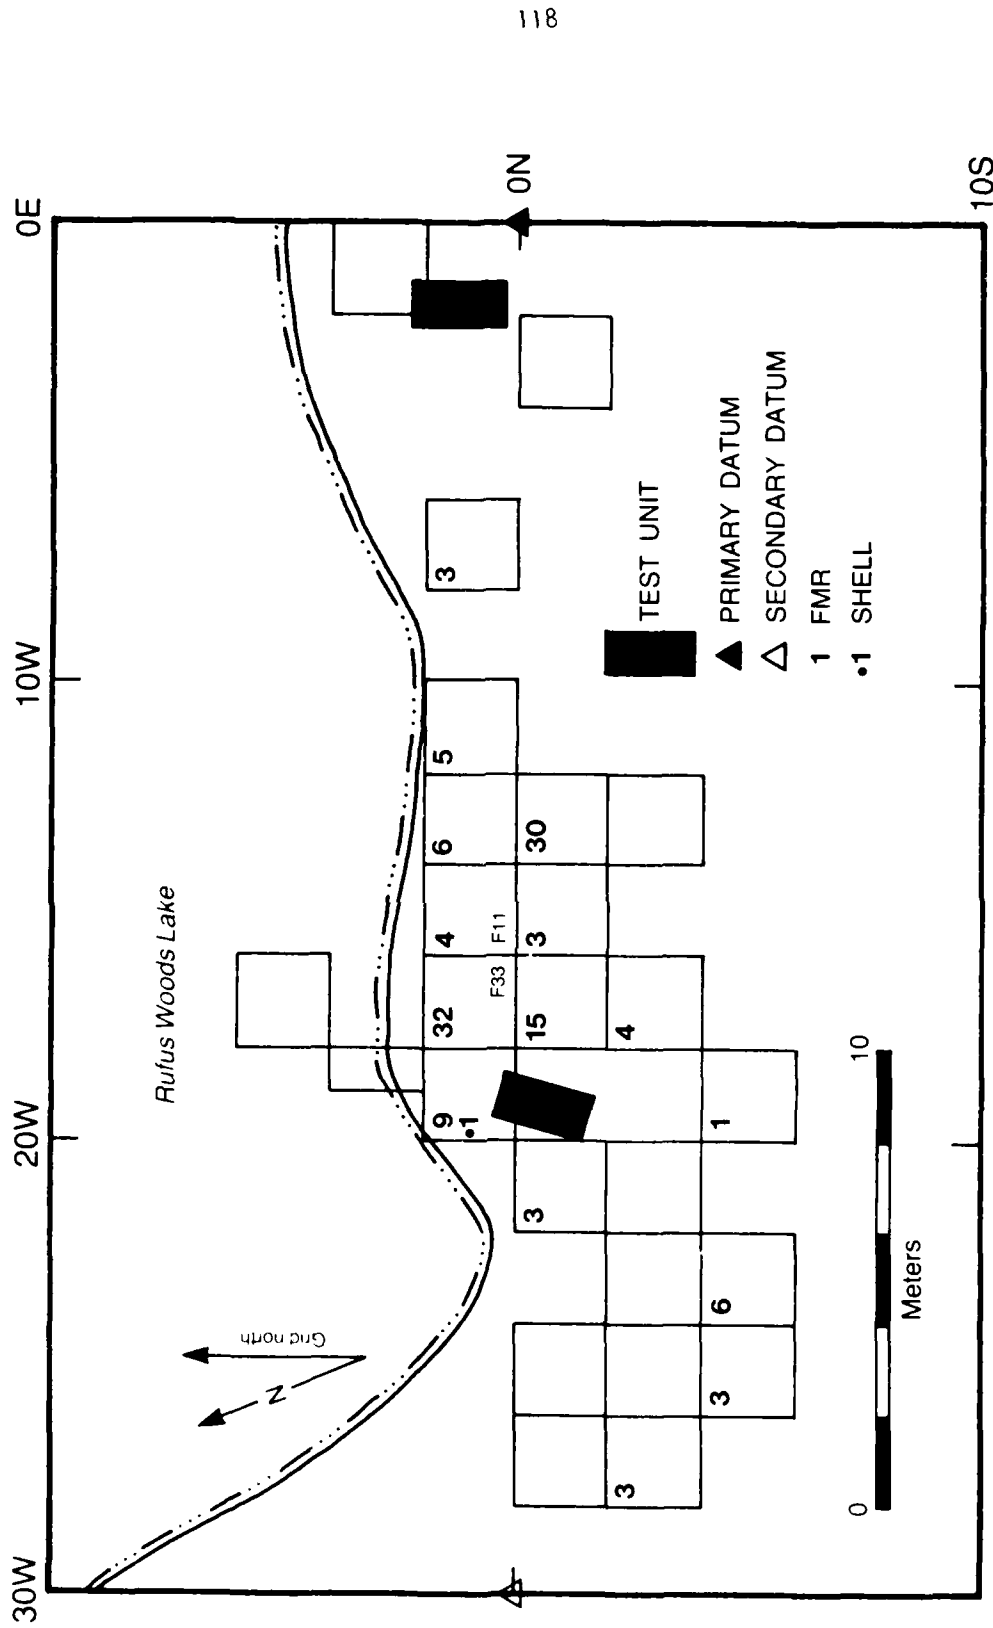 118
30W
20W
10W
0E
Rufus Woods Lake
N
Grid north
9
32
4
6
5
3
•1
F33
F11
0N
3
15
3
30
3
4
3
6
1
10S
TEST UNIT
PRIMARY DATUM
SECONDARY DATUM
1 FMR
•1 SHELL
0
10
Meters